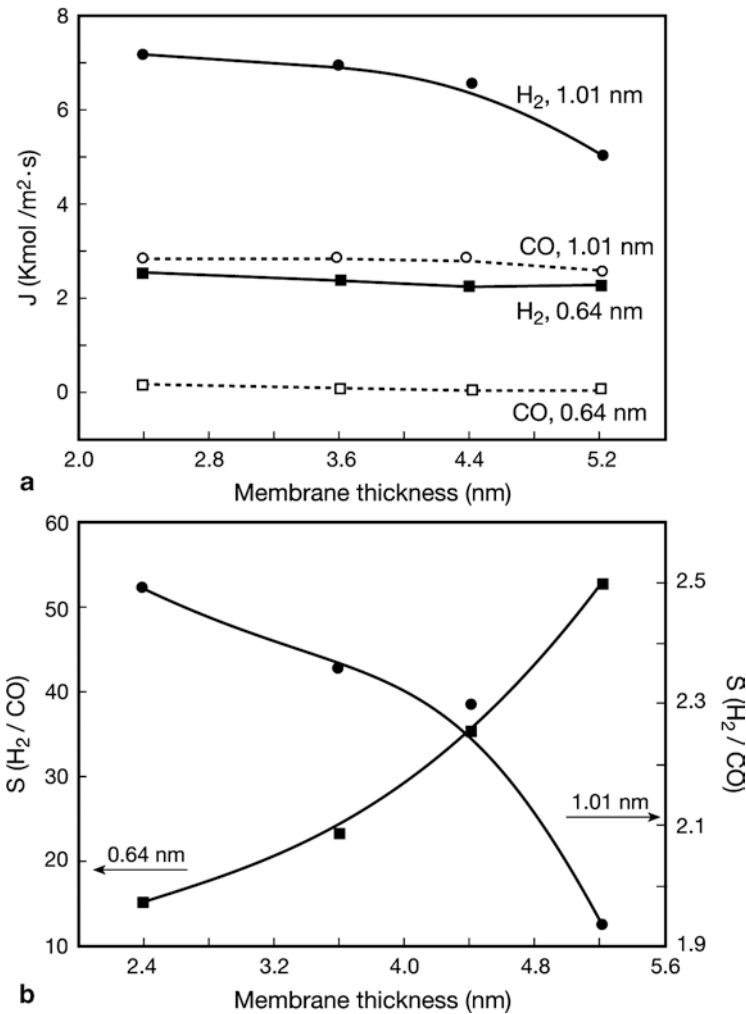 8
6
4
2
0
J (Kmol /m²·s)
H₂, 1.01 nm
CO, 1.01 nm
H₂, 0.64 nm
CO, 0.64 nm
2.0 2.8 3.6 4.4 5.2
a
Membrane thickness (nm)
60
50
40
30
20
10
S (H₂ / CO)
2.5
2.3
2.1
1.9
S (H₂ / CO)
1.01 nm
0.64 nm
2.4 3.2 4.0 4.8 5.6
b
Membrane thickness (nm)